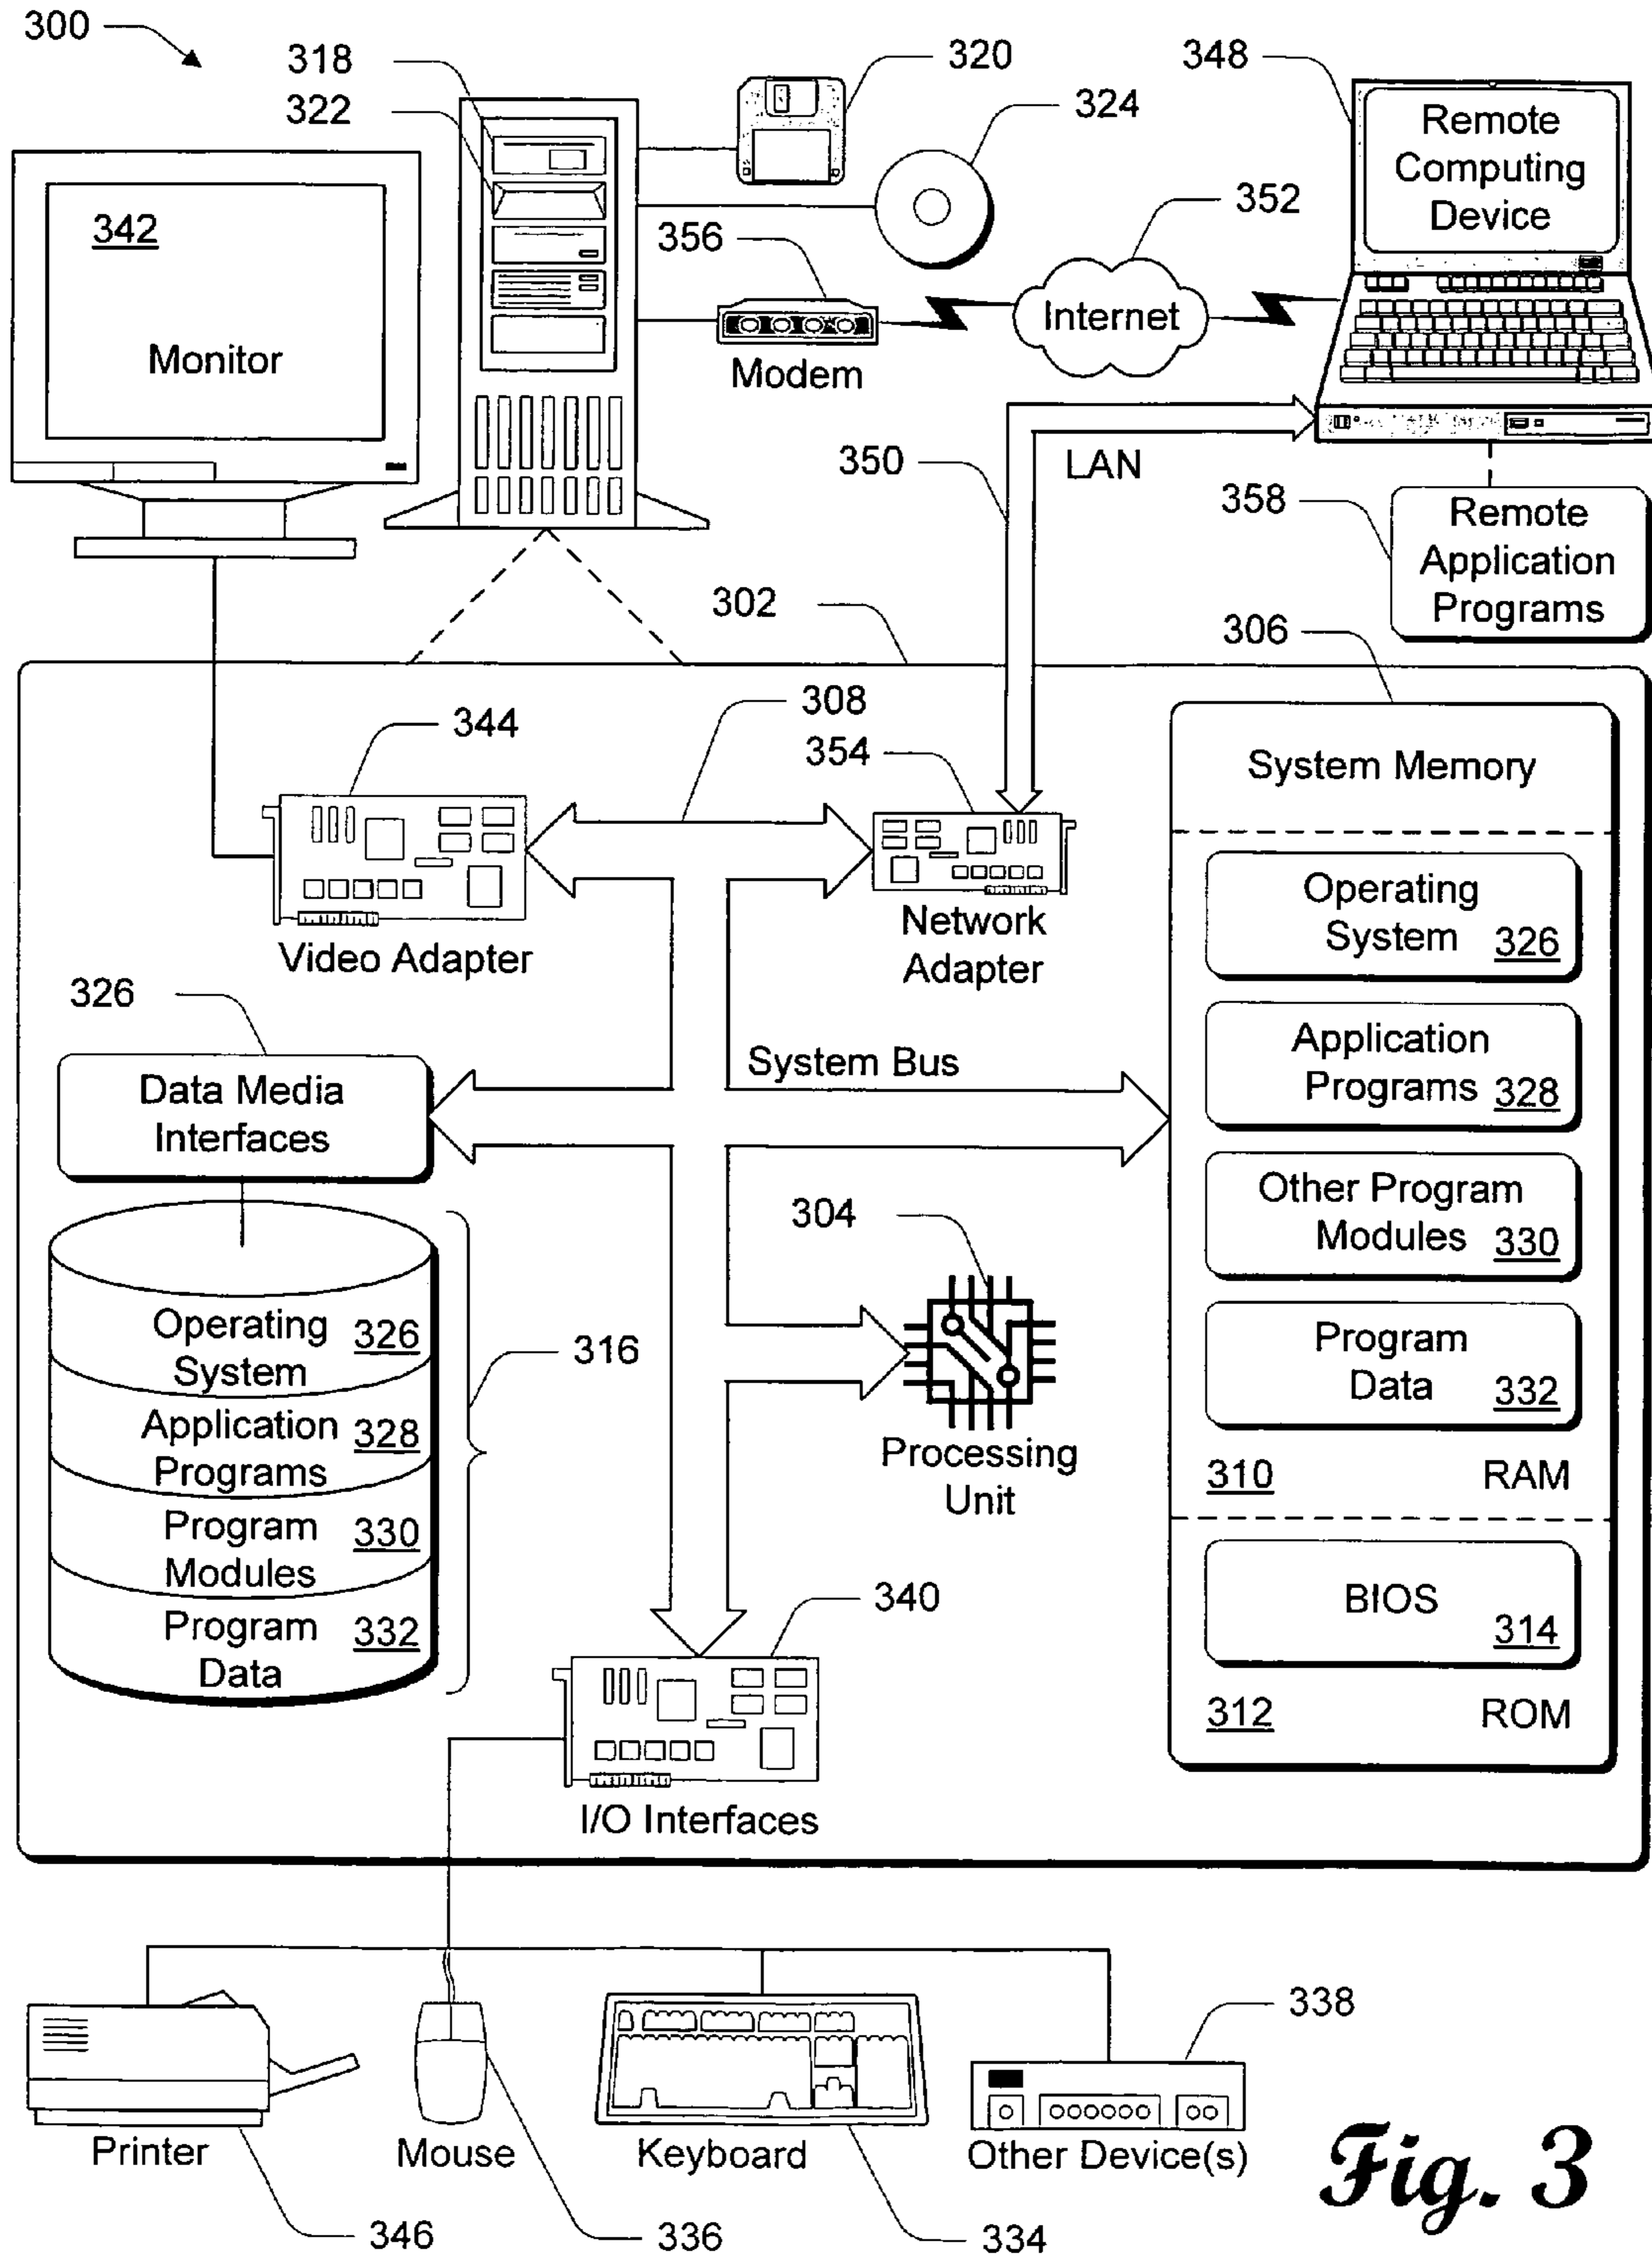 300
318
322
320
324
348
Remote
Computing
Device
342
Monitor
356
Modem
352
Internet
350
LAN
358
Remote
Application
Programs
302
306
344
308
354
Video Adapter
Network
Adapter
System Memory
Operating
System 326
Application
Programs 328
Other Program
Modules 330
Program
Data 332
310 RAM
BIOS
314
312 ROM
326
Data Media
Interfaces
System Bus
304
Processing
Unit
Operating
System 326
Application
Programs 328
Program
Modules 330
Program
Data 332
316
340
I/O Interfaces
338
Printer
Mouse
Keyboard
Other Device(s)
346
336
334
Fig. 3